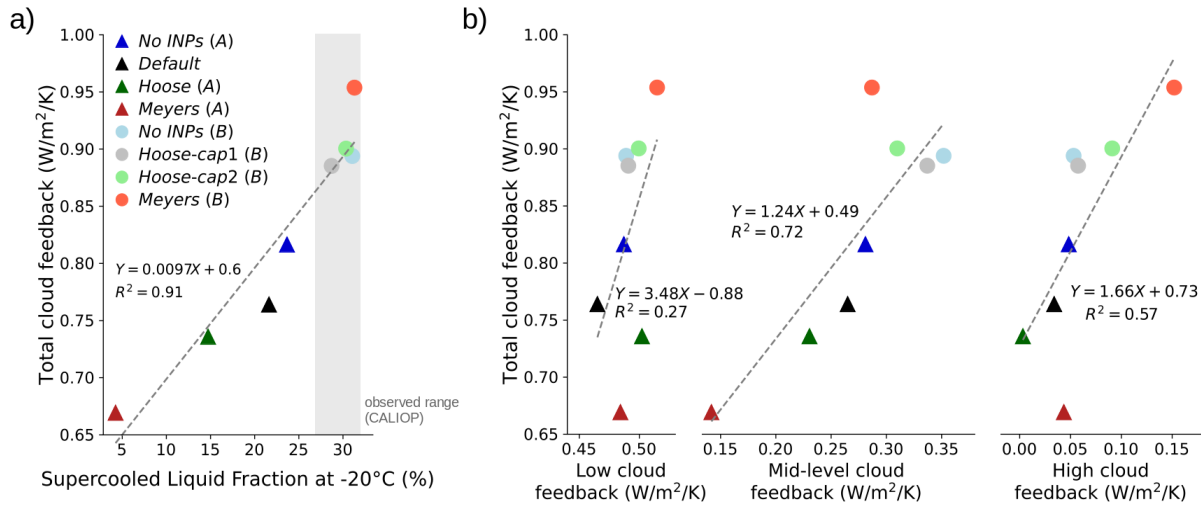 a)
Total cloud feedback (W/m²/K)
1.00
0.95
0.90
0.85
0.80
0.75
0.70
0.65
No INPs (A)
Default
Hoose (A)
Meyers (A)
No INPs (B)
Hoose-cap1 (B)
Hoose-cap2 (B)
Meyers (B)
Y = 0.0097X + 0.6
R² = 0.91
observed range
(CALIOP)
5 10 15 20 25 30
Supercooled Liquid Fraction at -20°C (%)
b)
Total cloud feedback (W/m²/K)
1.00
0.95
0.90
0.85
0.80
0.75
0.70
0.65
Y = 3.48X − 0.88
R² = 0.27
0.45 0.50
Low cloud
feedback (W/m²/K)
Y = 1.24X + 0.49
R² = 0.72
0.15 0.20 0.25 0.30 0.35
Mid-level cloud
feedback (W/m²/K)
Y = 1.66X + 0.73
R² = 0.57
0.00 0.05 0.10 0.15
High cloud
feedback (W/m²/K)